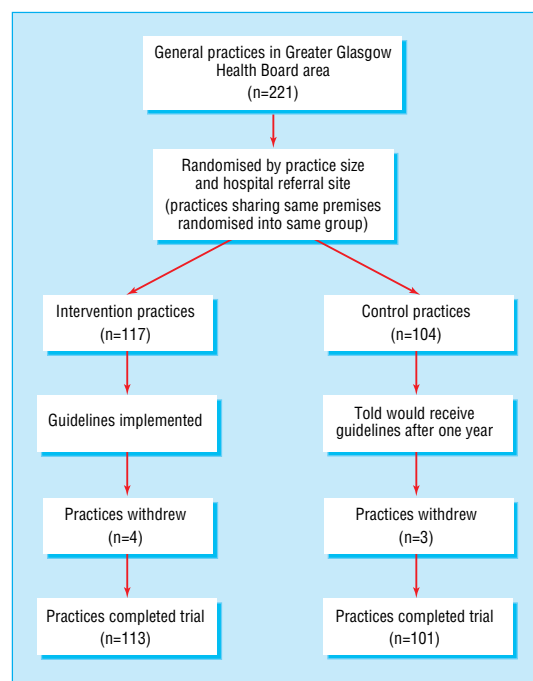 General practices in Greater Glasgow
Health Board area
(n=221)
Randomised by practice size
and hospital referral site
(practices sharing same premises
randomised into same group)
Intervention practices
(n=117)
Control practices
(n=104)
Guidelines implemented
Told would receive
guidelines after one year
Practices withdrew
(n=4)
Practices withdrew
(n=3)
Practices completed trial
(n=113)
Practices completed trial
(n=101)